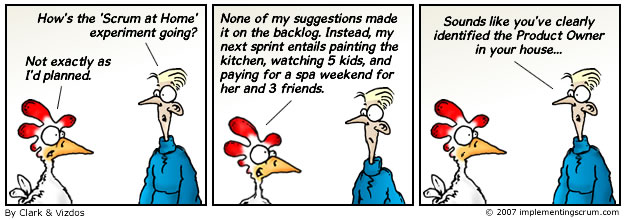 How's the 'Scrum at Home'
experiment going?
Not exactly as
I'd planned.
None of my suggestions made
it on the backlog. Instead, my
next sprint entails painting the
kitchen, watching 5 kids, and
paying for a spa weekend for
her and 3 friends.
Sounds like you've clearly
identified the Product Owner
in your house...
By Clark & Vizdos
© 2007 implementingscrum.com